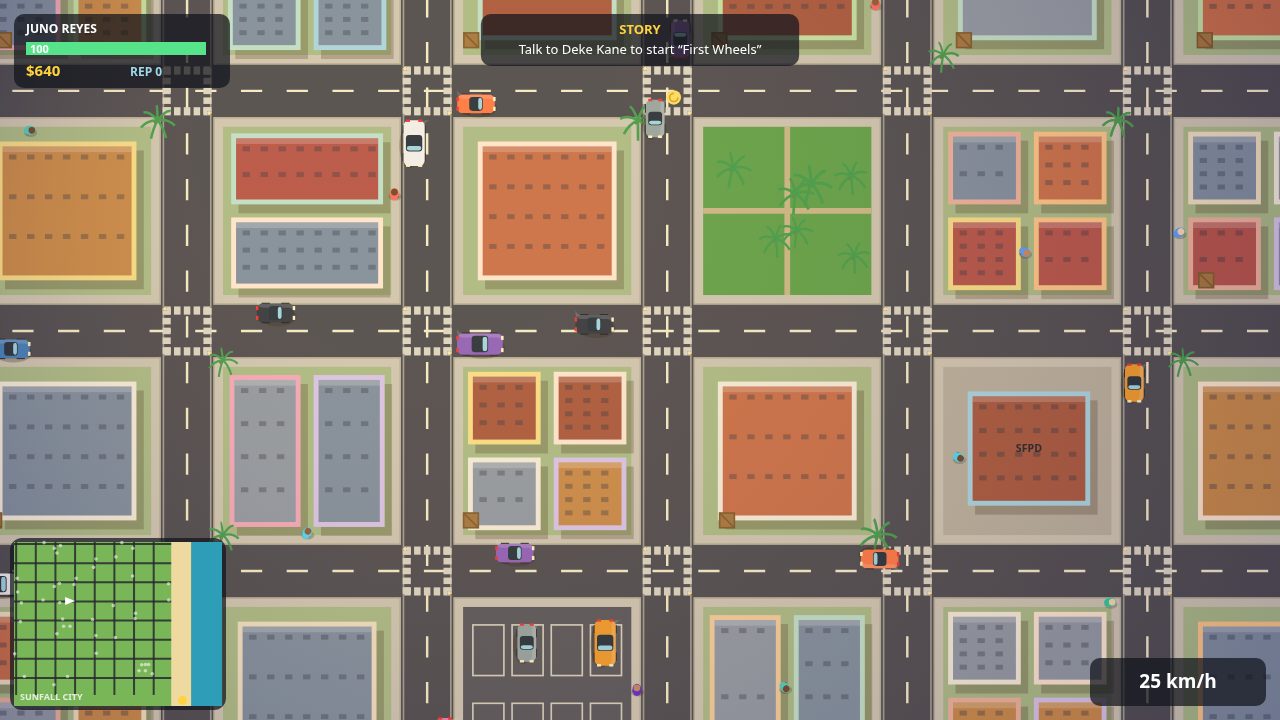 JUNO REYES
100
$640 REP 0
STORY
Talk to Deke Kane to start “First Wheels”
SFPD
SUNFALL CITY
25 km/h